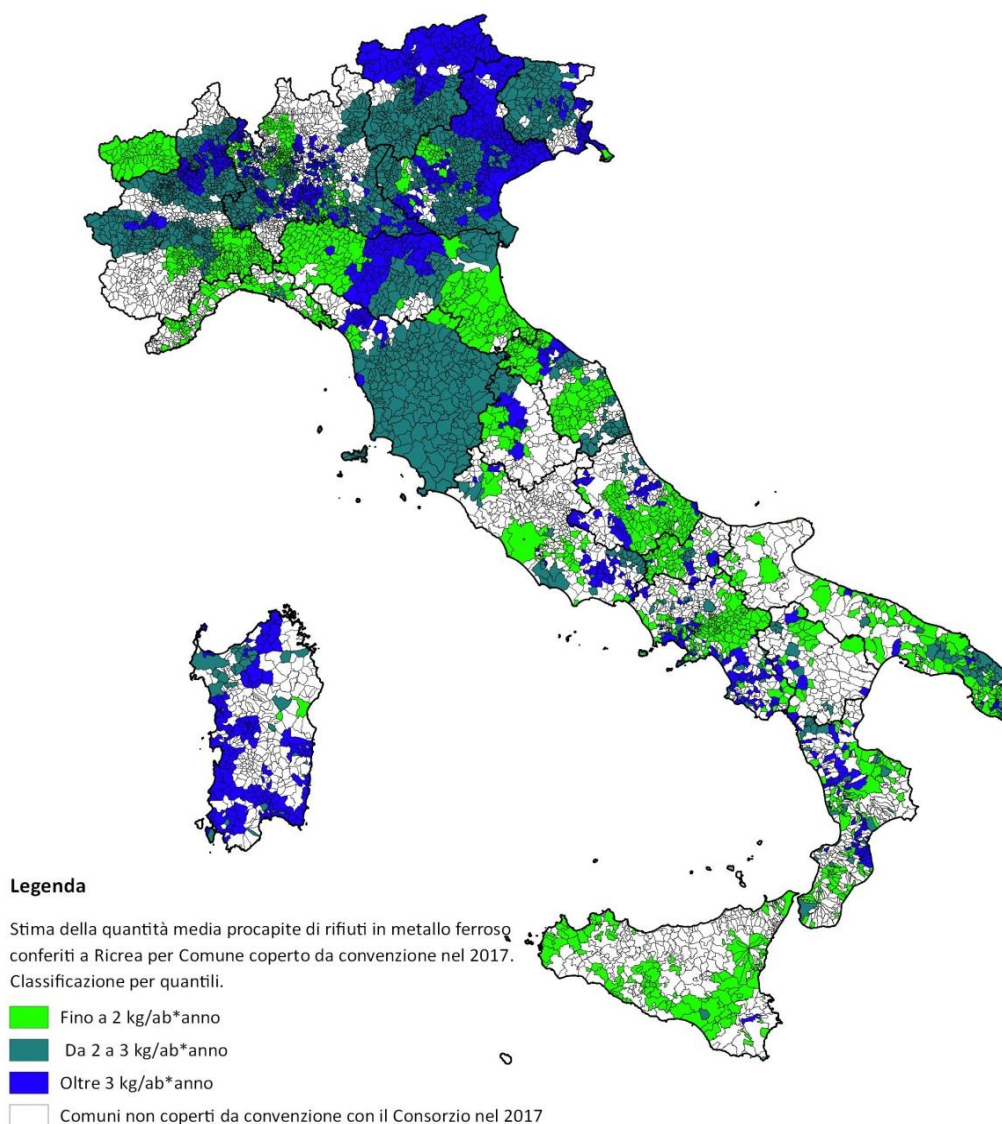 Legenda
Stima della quantità media procapite di rifiuti in metallo ferroso
conferiti a Ricrea per Comune coperto da convenzione nel 2017.
Classificazione per quantili.
Fino a 2 kg/ab*anno
Da 2 a 3 kg/ab*anno
Oltre 3 kg/ab*anno
Comuni non coperti da convenzione con il Consorzio nel 2017